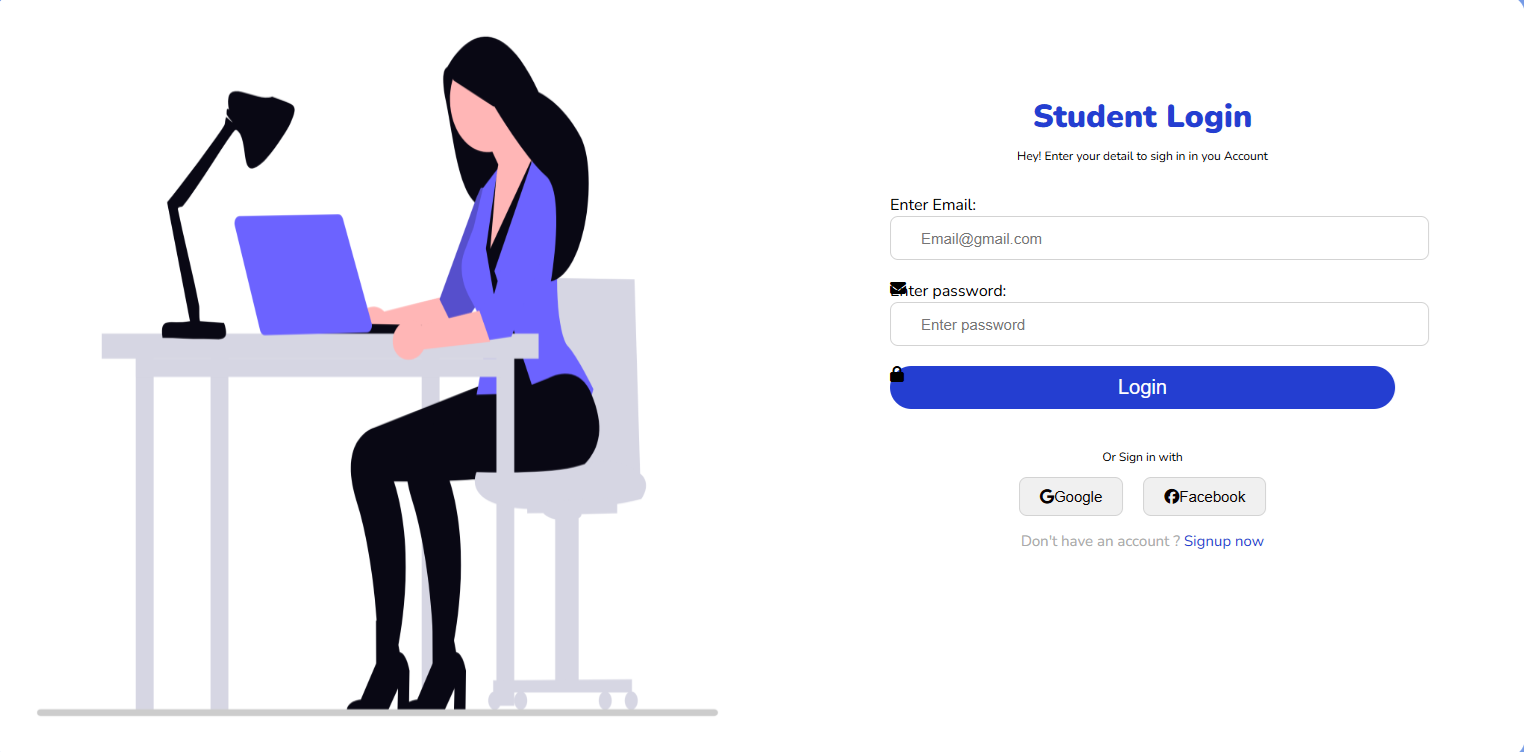 Student Login
Hey! Enter your detail to sigh in in you Account
Enter Email:
Email@gmail.com
Enter password:
Enter password
Login
Or Sign in with
Google Facebook
Don't have an account ? Signup now